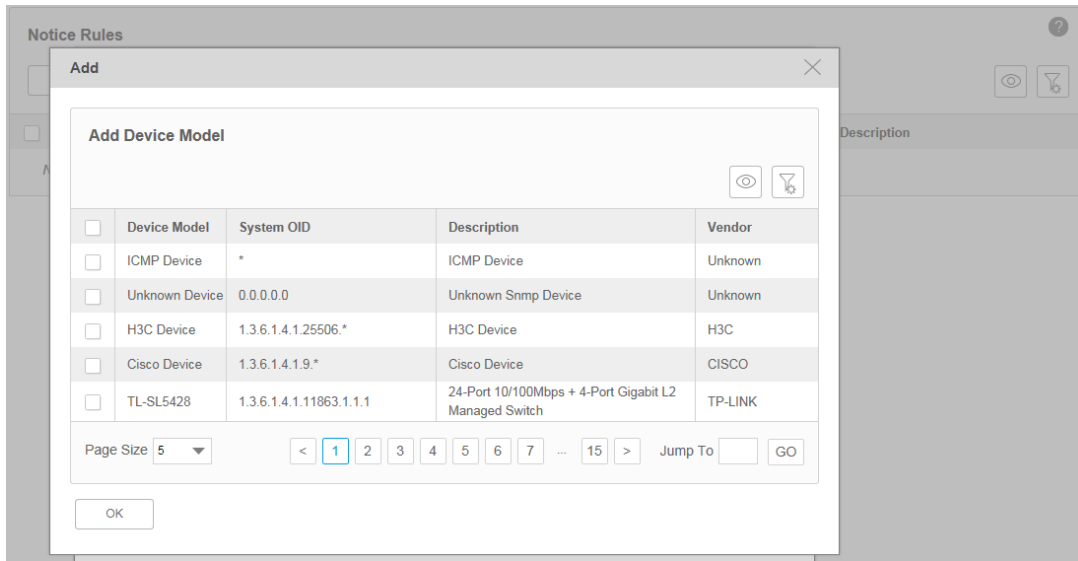 Notice Rules
?
Add
Description
Add Device Model
Device Model System OID Description Vendor
ICMP Device * ICMP Device Unknown
Unknown Device 0.0.0.0.0 Unknown Snmp Device Unknown
H3C Device 1.3.6.1.4.1.25506.* H3C Device H3C
Cisco Device 1.3.6.1.4.1.9.* Cisco Device CISCO
TL-SL5428 1.3.6.1.4.1.11863.1.1.1 24-Port 10/100Mbps + 4-Port Gigabit L2
Managed Switch TP-LINK
Page Size 5 < 1 2 3 4 5 6 7 ... 15 > Jump To GO
OK